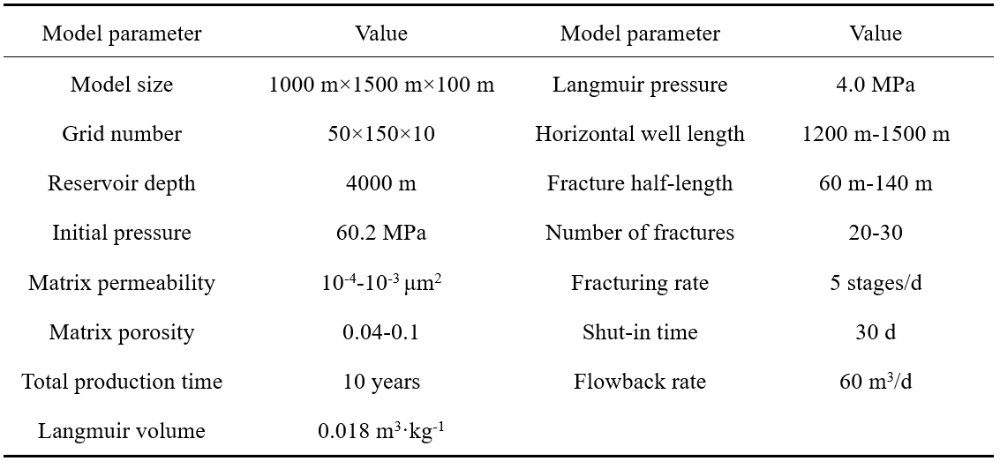 Model parameter Value Model parameter Value
Model size 1000 m×1500 m×100 m Langmuir pressure 4.0 MPa
Grid number 50×150×10 Horizontal well length 1200 m-1500 m
Reservoir depth 4000 m Fracture half-length 60 m-140 m
Initial pressure 60.2 MPa Number of fractures 20-30
Matrix permeability 10⁻⁴-10⁻³ μm² Fracturing rate 5 stages/d
Matrix porosity 0.04-0.1 Shut-in time 30 d
Total production time 10 years Flowback rate 60 m³/d
Langmuir volume 0.018 m³·kg⁻¹